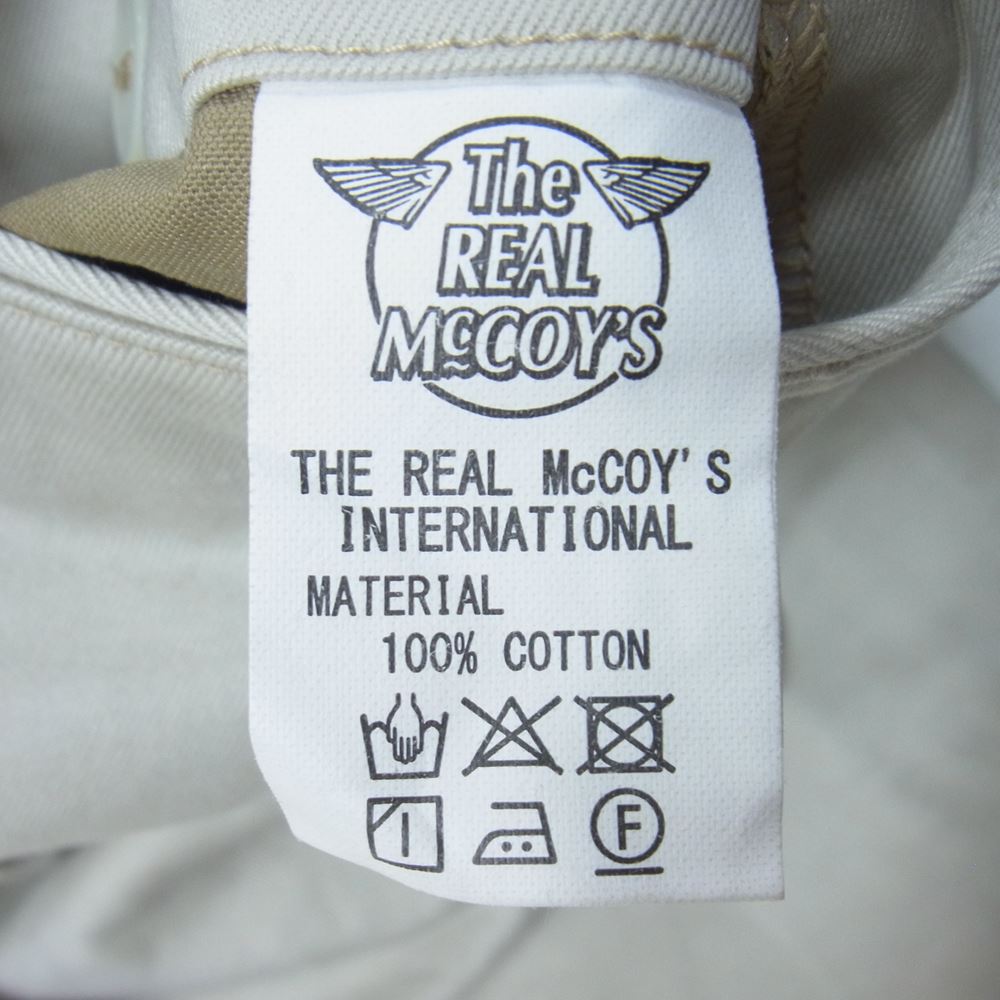 The
REAL
McCOY'S
THE REAL McCOY'S
INTERNATIONAL
MATERIAL
100% COTTON
F